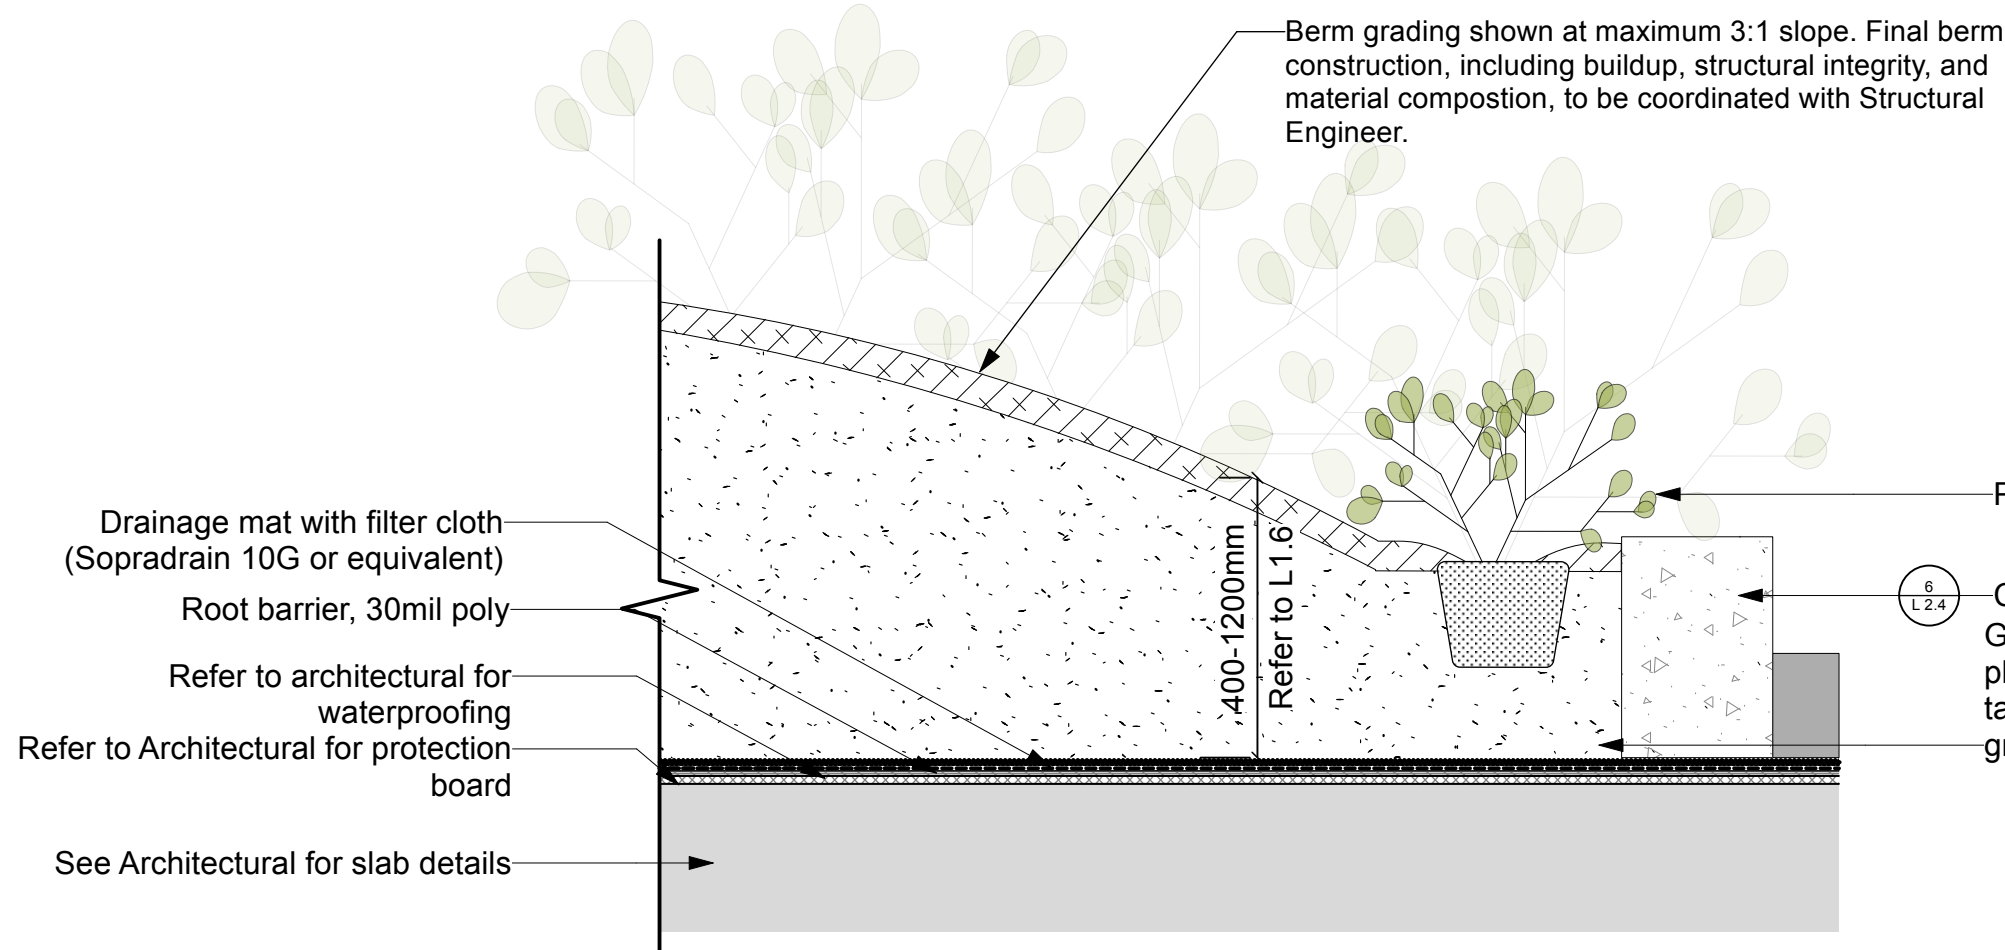 Berm grading shown at maximum 3:1 slope. Final berm
construction, including buildup, structural integrity, and
material compostion, to be coordinated with Structural
Engineer.
Drainage mat with filter cloth
(Sopradrain 10G or equivalent)
Root barrier, 30mil poly
Refer to architectural for
waterproofing
Refer to Architectural for protection
board
See Architectural for slab details
400-1200mm
Refer to L1.6
6
L 2.4